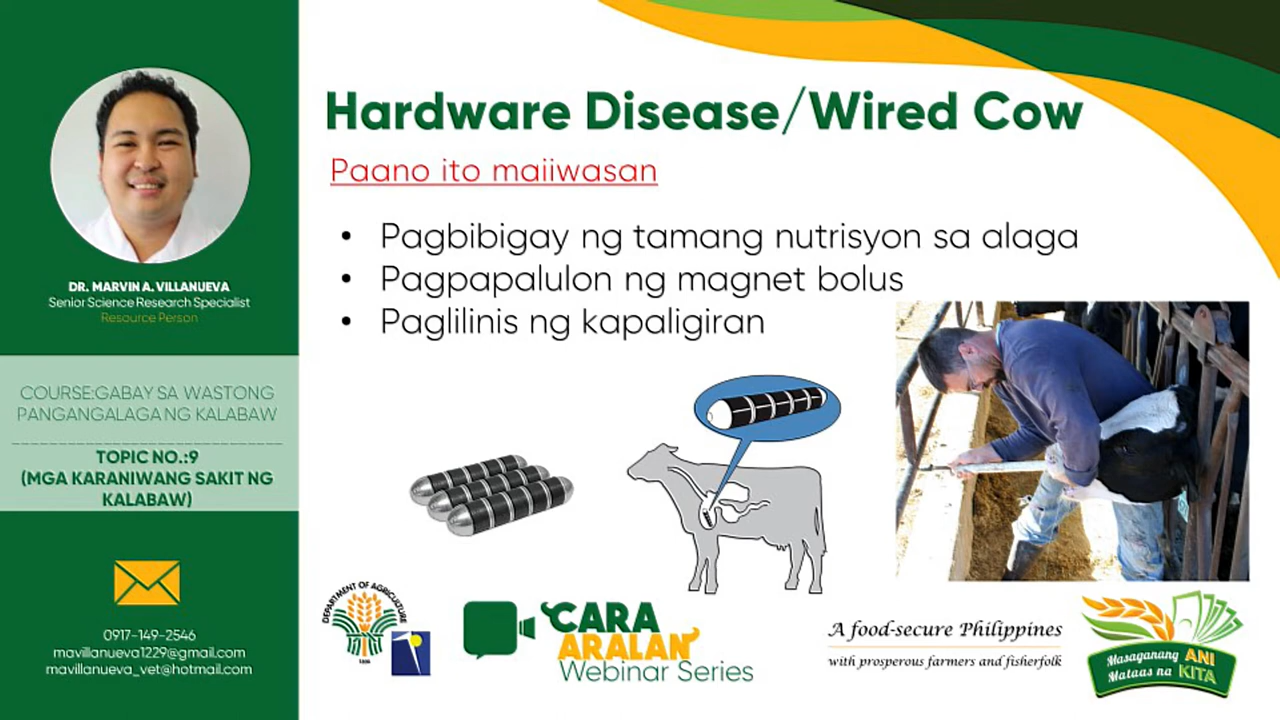 Hardware Disease/Wired Cow
Paano ito maiiwasan
• Pagbibigay ng tamang nutrisyon sa alaga
• Pagpapalulon ng magnet bolus
• Paglilinis ng kapaligiran
DR. MARVIN A. VILLANUEVA
Senior Science Research Specialist
Resource Person
COURSE:GABAY SA WASTONG
PANGANGALAGA NG KALABAW
TOPIC NO.:9
(MGA KARANIWANG SAKIT NG
KALABAW)
0917-149-2546
mavillanueva1229@gmail.com
mavillanueva_vet@hotmail.com
DEPARTMENT OF AGRICULTURE
CARA
ARALAN
Webinar Series
A food-secure Philippines
with prosperous farmers and fisherfolk
Masaganang ANI
Mataas na KITA